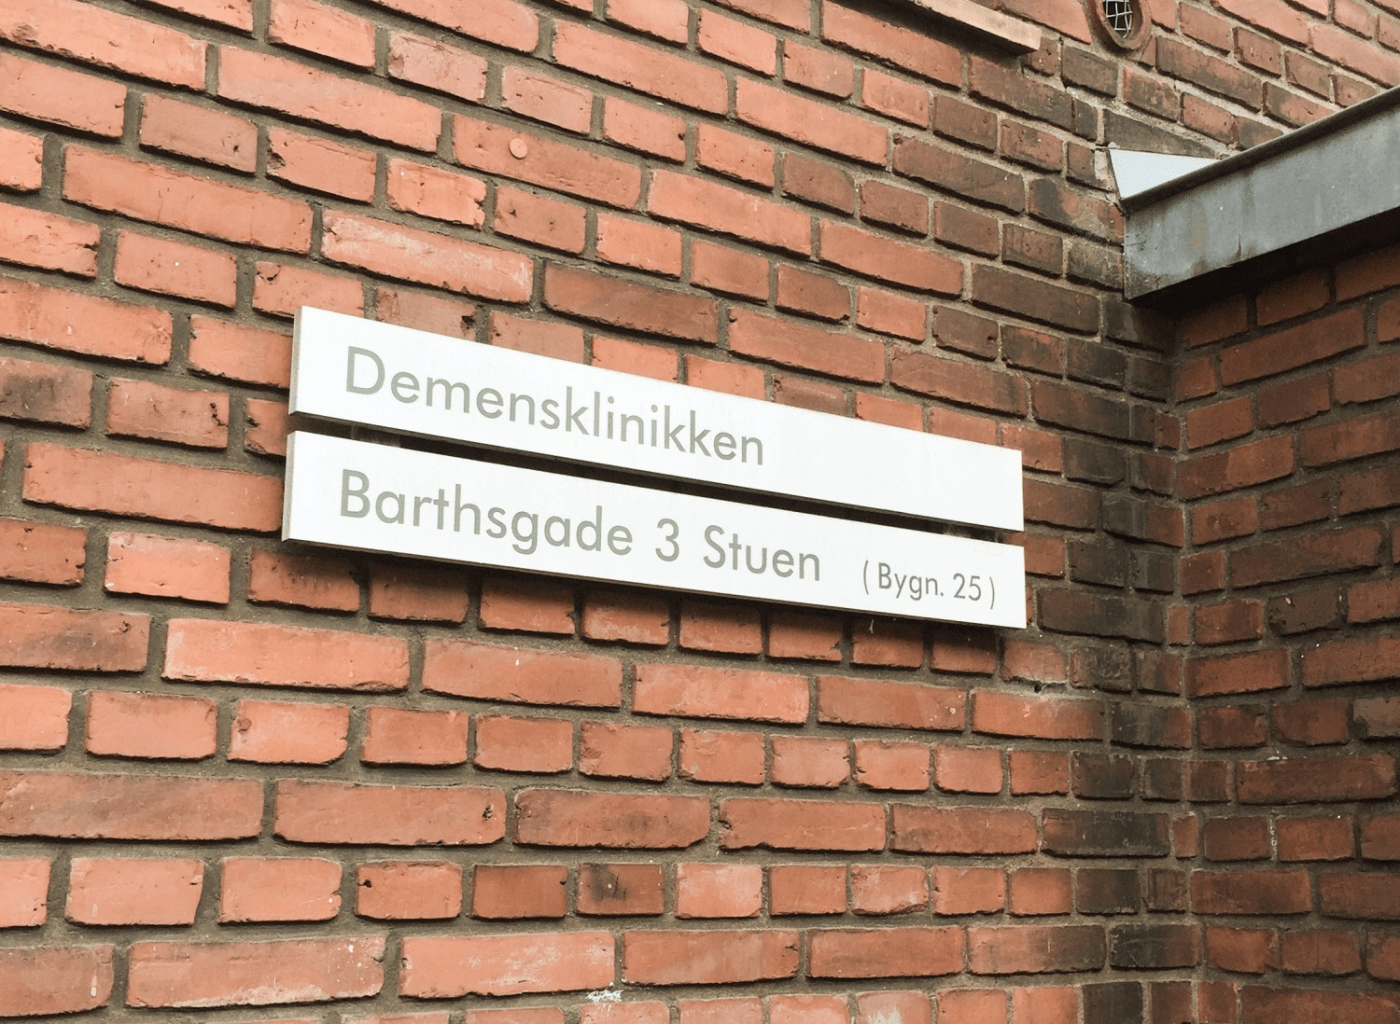 Demensklinikken
Barthsgade 3 Stuen (Bygn. 25)